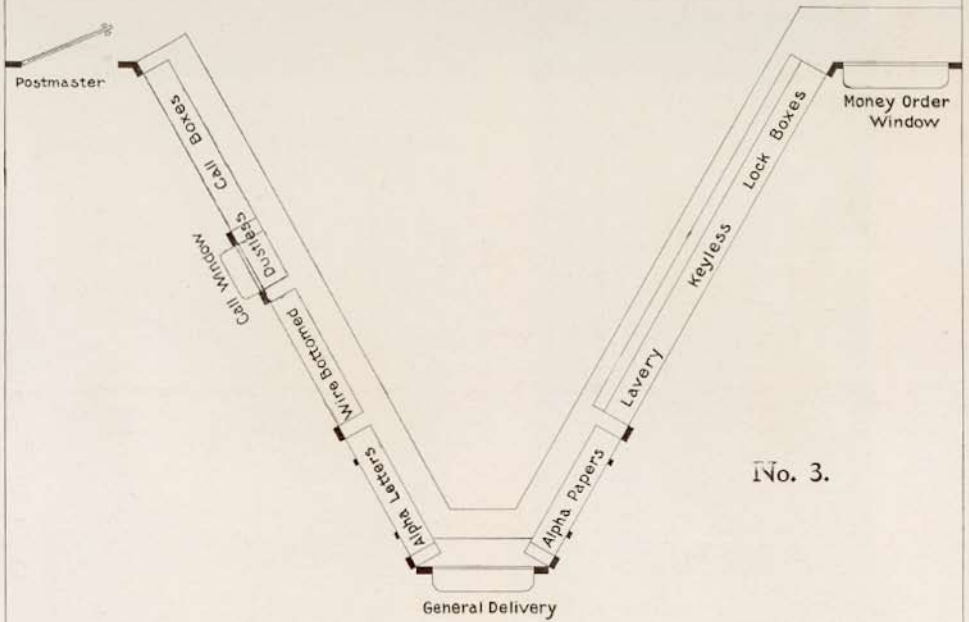 Postmaster
Wire Bottomed Dustless Call Boxes
Call Window
Alpha Letters
General Delivery
Alpha. Papers
Lavery Keyless Lock Boxes
Money Order
Window
No. 3.